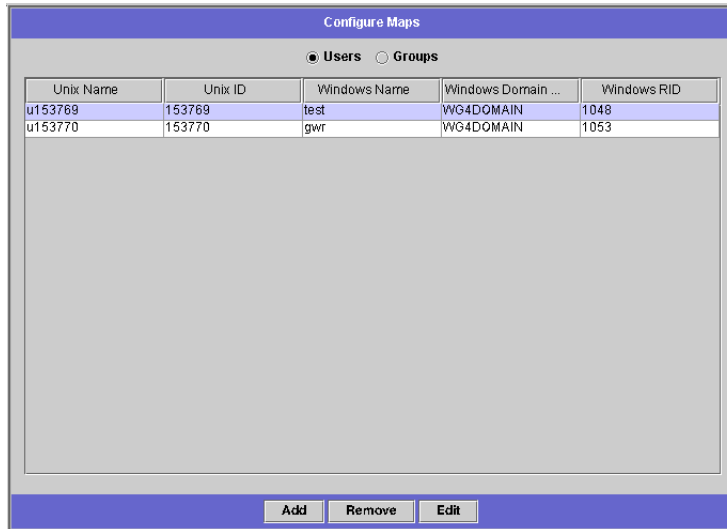 Configure Maps
Users Groups
Unix Name Unix ID Windows Name Windows Domain ... Windows RID
u153769 153769 test WG4DOMAIN 1048
u153770 153770 gwr WG4DOMAIN 1053
Add Remove Edit